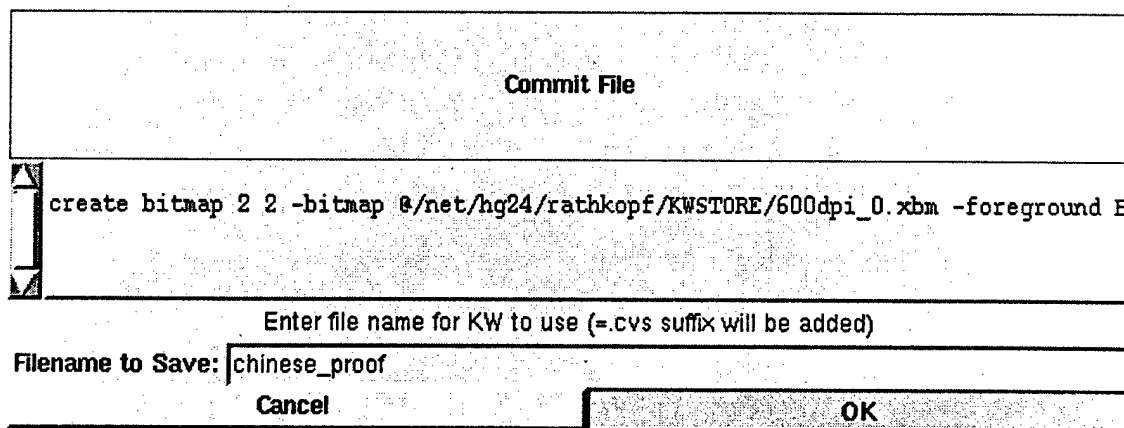 Commit File
create bitmap 2 2 -bitmap @/net/hg24/rathkopf/KWSTORE/600dpi_0.xbm -foreground
Enter file name for KW to use (=.cvs suffix will be added)
Filename to Save: chinese_proof
Cancel OK